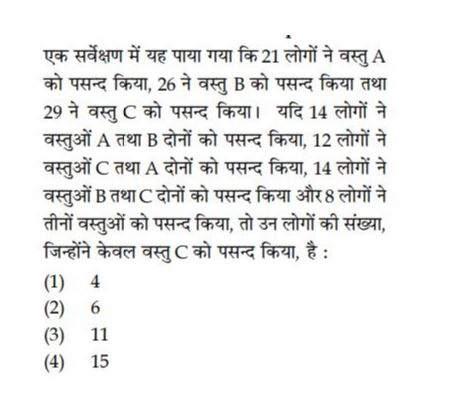 एक सर्वेक्षण में यह पाया गया कि 21 लोगों ने वस्तु A
को पसन्द किया, 26 ने वस्तु B को पसन्द किया तथा
29 ने वस्तु C को पसन्द किया। यदि 14 लोगों ने
वस्तुओं A तथा B दोनों को पसन्द किया, 12 लोगों ने
वस्तुओं C तथा A दोनों को पसन्द किया, 14 लोगों ने
वस्तुओं B तथा C दोनों को पसन्द किया और 8 लोगों ने
तीनों वस्तुओं को पसन्द किया, तो उन लोगों की संख्या,
जिन्होंने केवल वस्तु C को पसन्द किया, है :
(1) 4
(2) 6
(3) 11
(4) 15